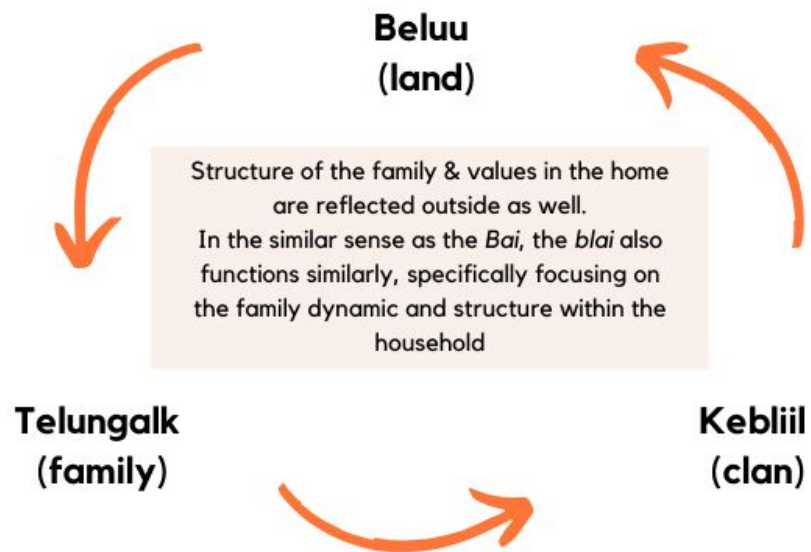 Beluu
(land)
Structure of the family & values in the home
are reflected outside as well.
In the similar sense as the Bai, the blai also
functions similarly, specifically focusing on
the family dynamic and structure within the
household
Telungalk
(family)
Kebliil
(clan)